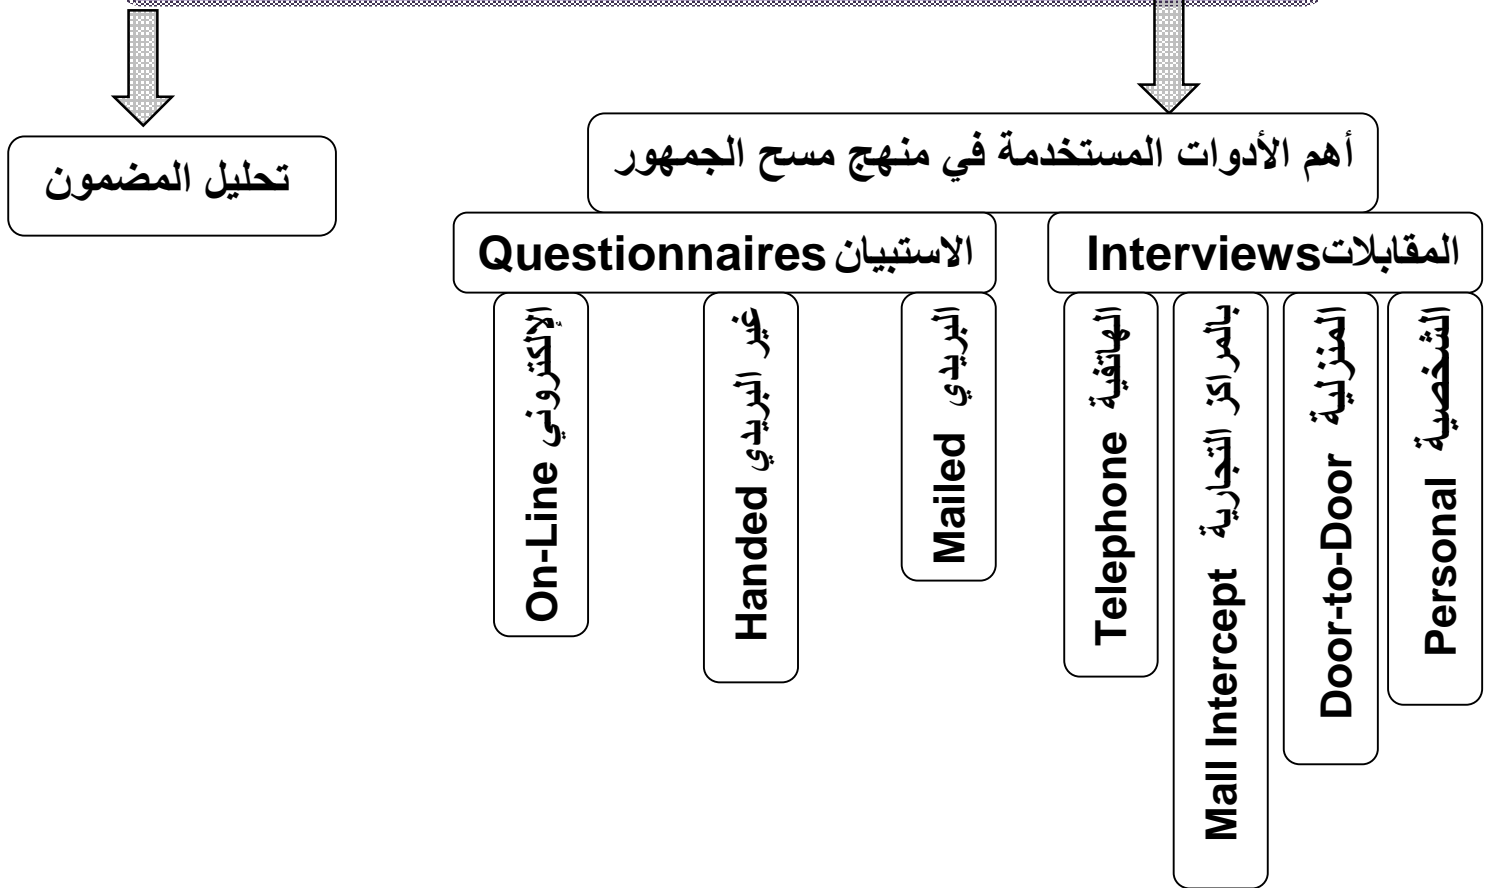 أهم الأدوات المستخدمة في منهج مسح الجمهور
تحليل المضمون
المقابلات Interviews
الاستبيان Questionnaires
الشخصية Personal
المنزلية Door-to-Door
بالمراكز التجارية Mall Intercept
الهاتفية Telephone
البريدي Mailed
غير البريدي Handed
الإلكتروني On-Line